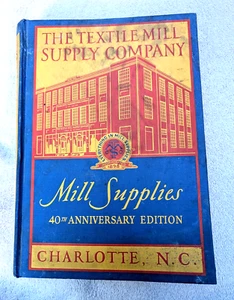 THE TEXTILE MILL
SUPPLY COMPANY
Mill Supplies
40TH ANNIVERSARY EDITION
CHARLOTTE, N.C.